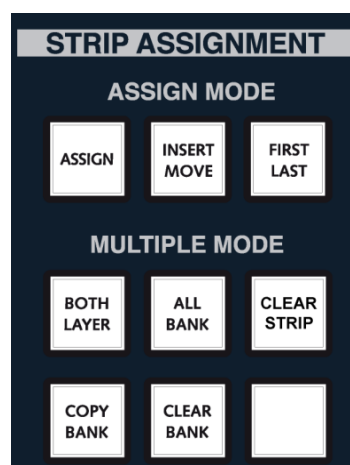 STRIP ASSIGNMENT
ASSIGN MODE
ASSIGN
INSERT
MOVE
FIRST
LAST
MULTIPLE MODE
BOTH
LAYER
ALL
BANK
CLEAR
STRIP
COPY
BANK
CLEAR
BANK